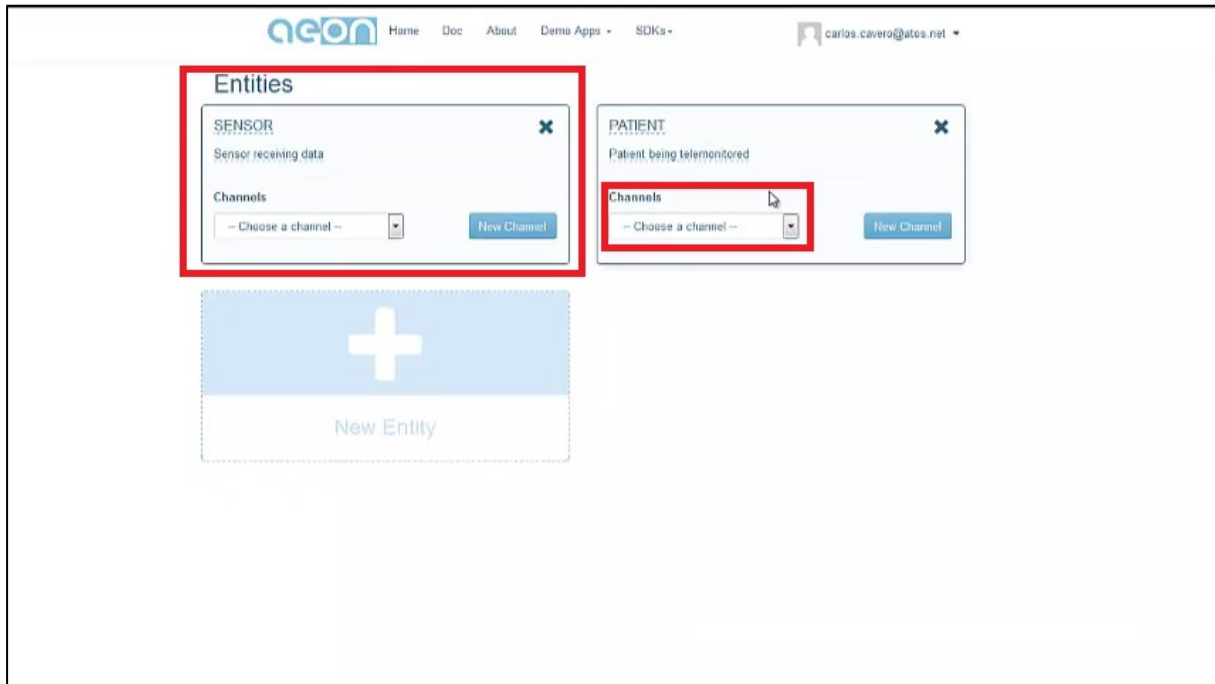 aeon Home Doc About Demo Apps SDKs carlos.cavero@atos.net
Entities
SENSOR
Sensor receiving data
Channels
-- Choose a channel --
New Channel
PATIENT
Patient being telemonitored
Channels
-- Choose a channel --
New Channel
New Entity